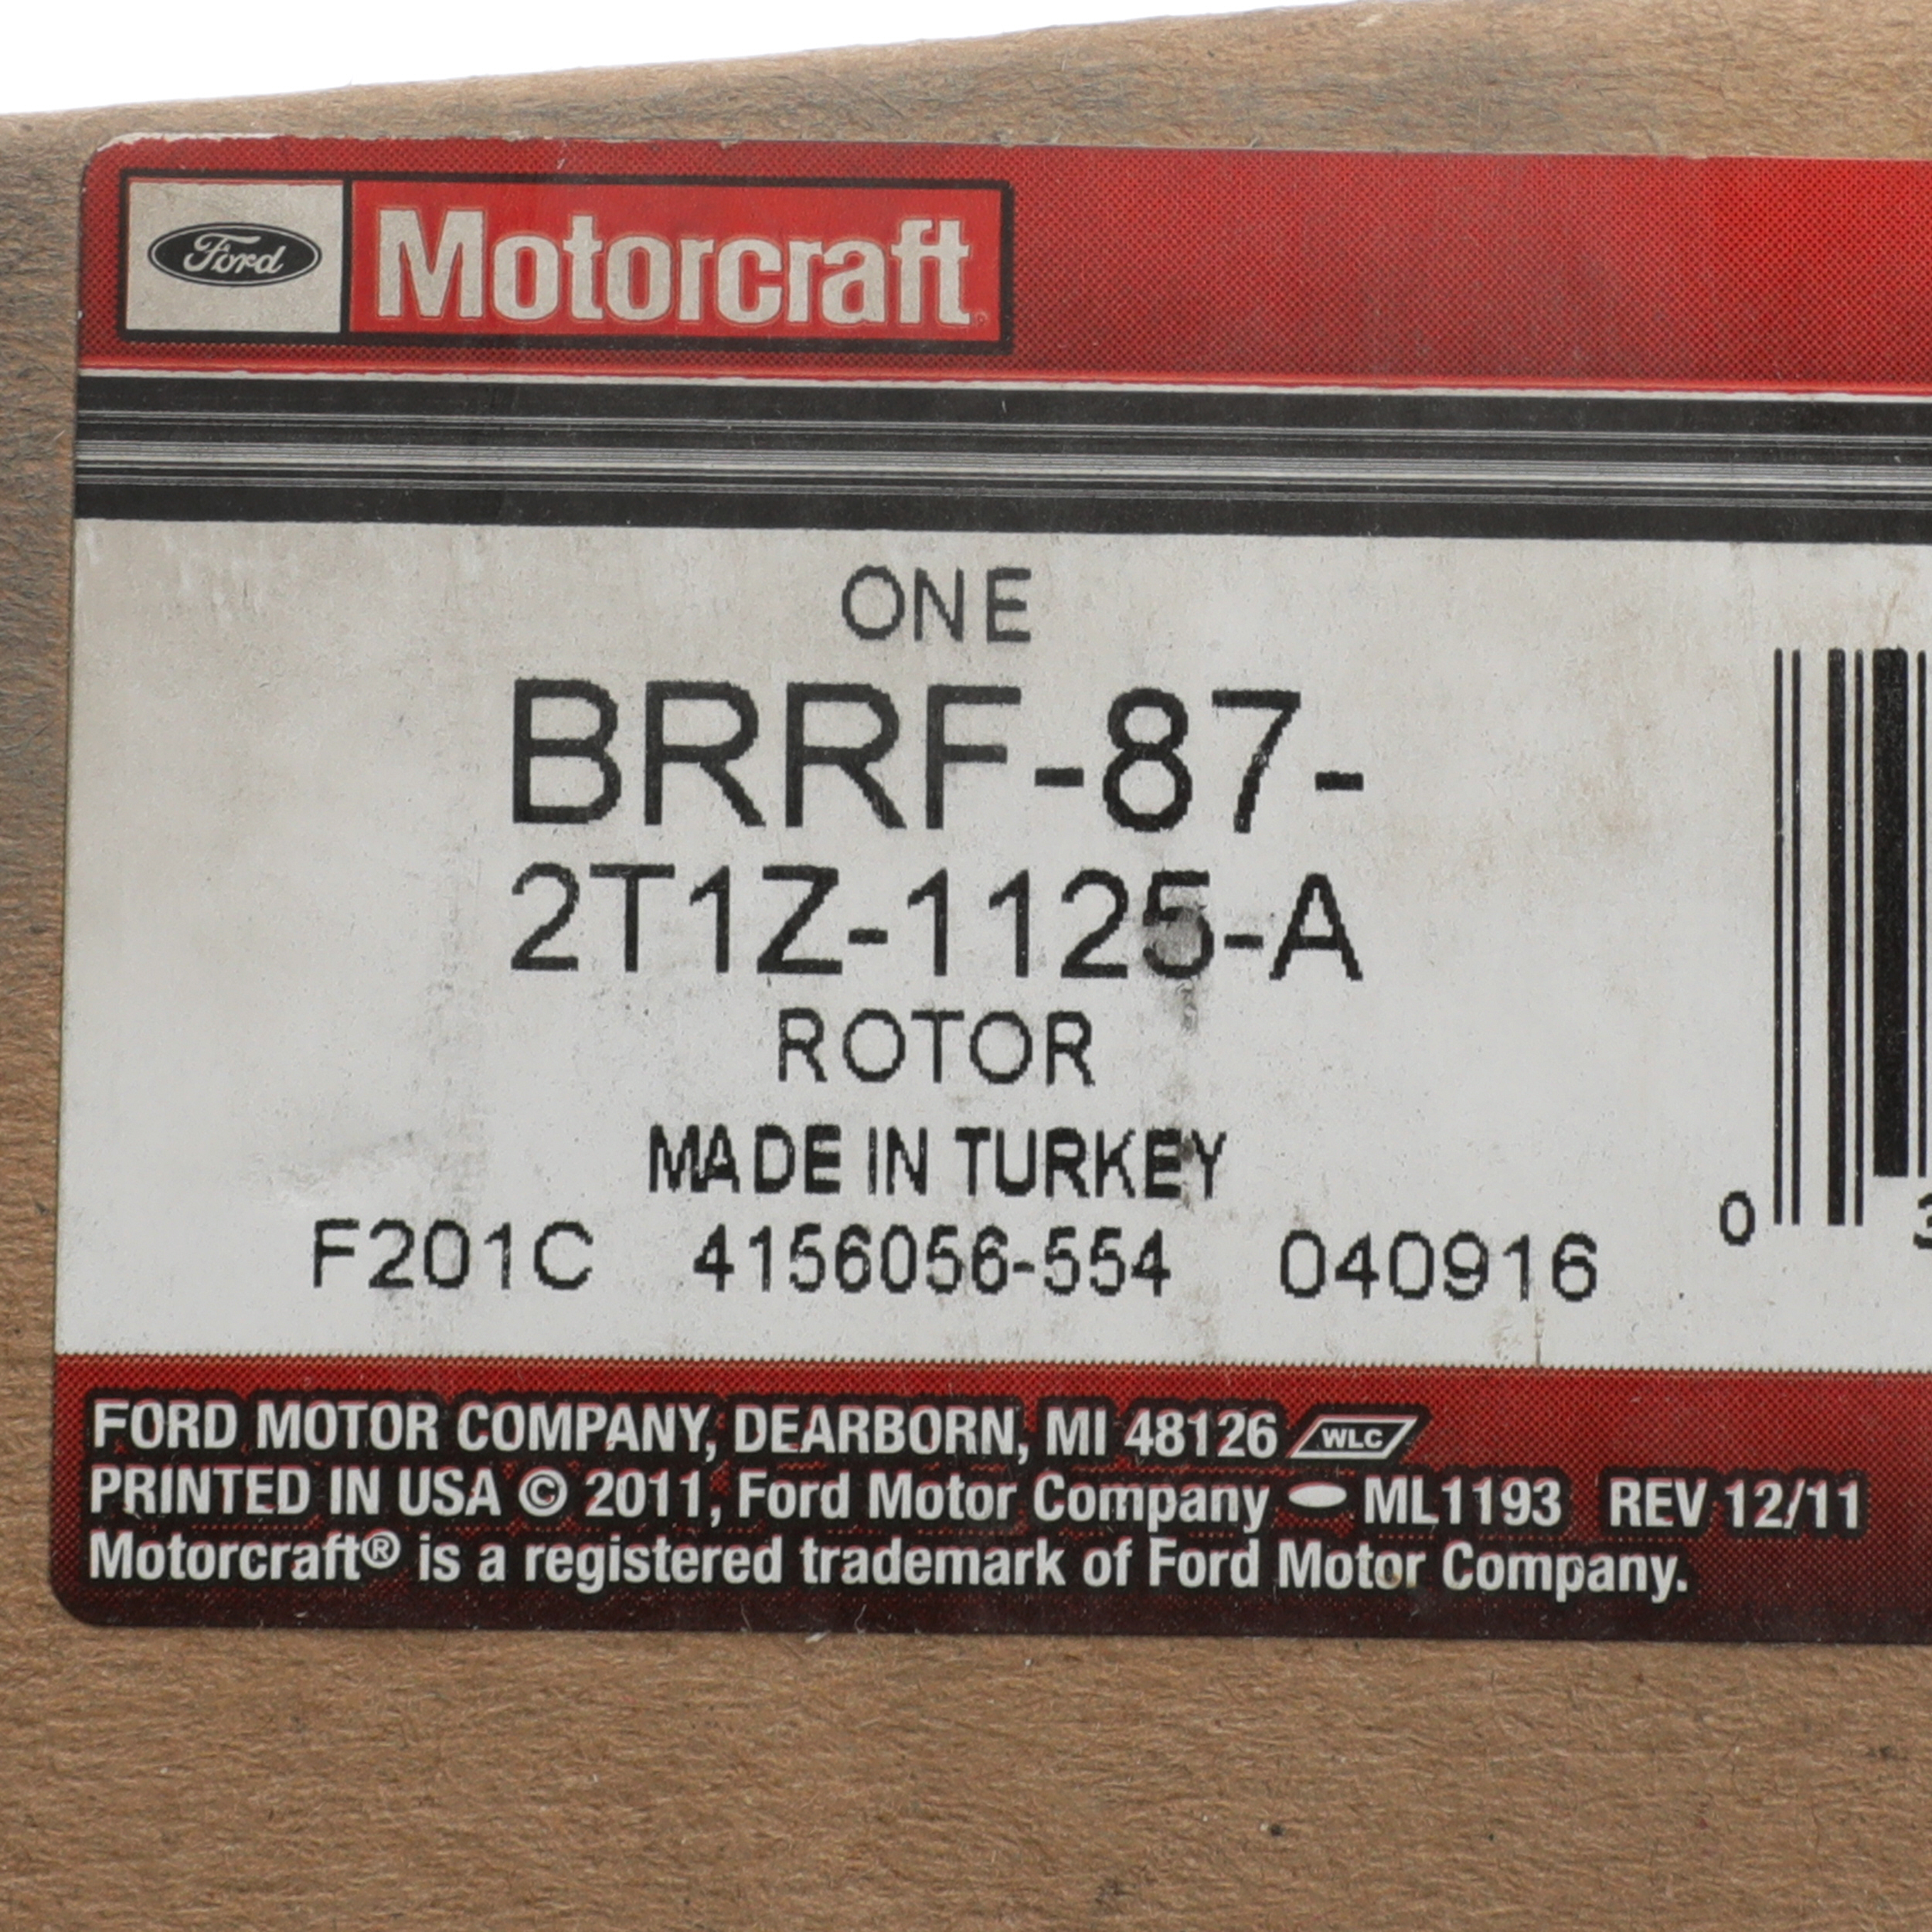 Ford Motorcraft
ONE
BRRF-87-
2T1Z-1125-A
ROTOR
MADE IN TURKEY
F201C 4156056-554 040916
0
FORD MOTOR COMPANY, DEARBORN, MI 48126 WLC
PRINTED IN USA © 2011, Ford Motor Company ML1193 REV 12/11
Motorcraft® is a registered trademark of Ford Motor Company.